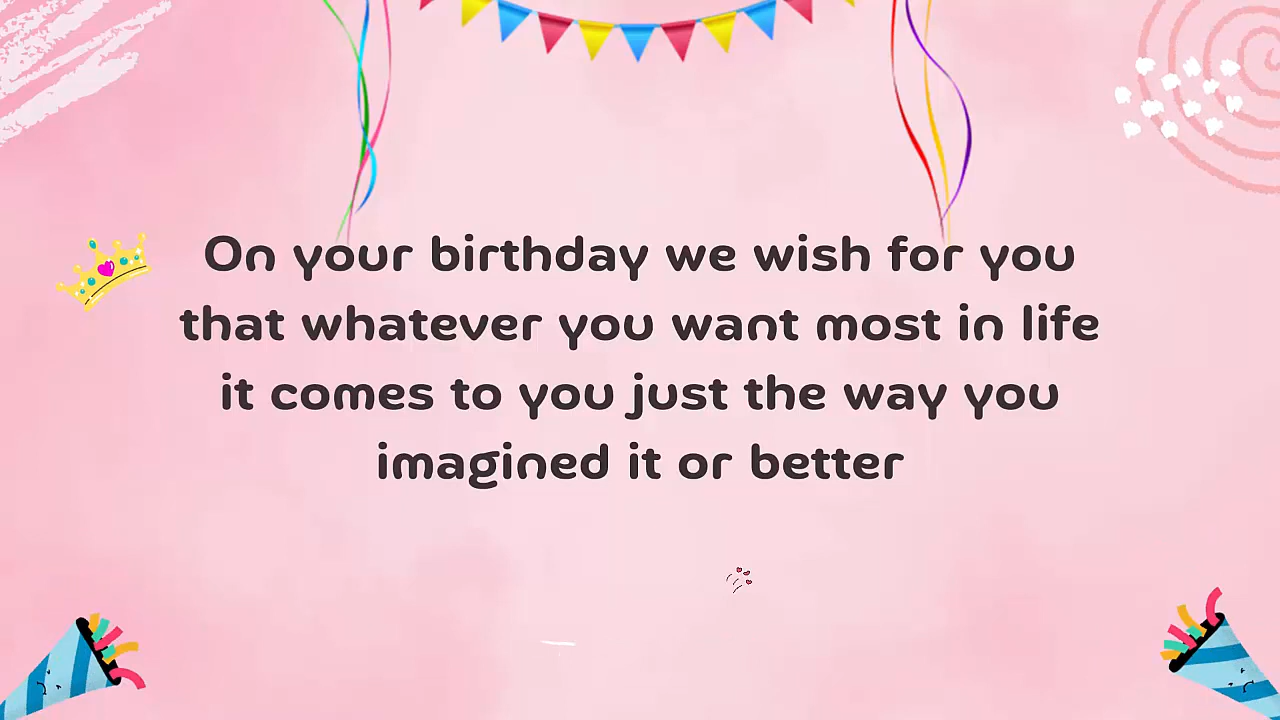 On your birthday we wish for you
that whatever you want most in life
it comes to you just the way you
imagined it or better